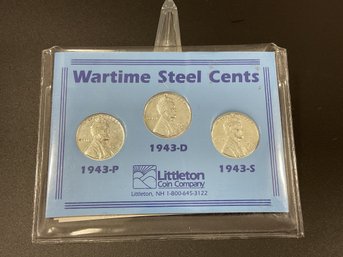 Wartime Steel Cents
1943-D
1943-P
1943-S
Littleton
Coin Company
Littleton, NH 1-800-645-3122